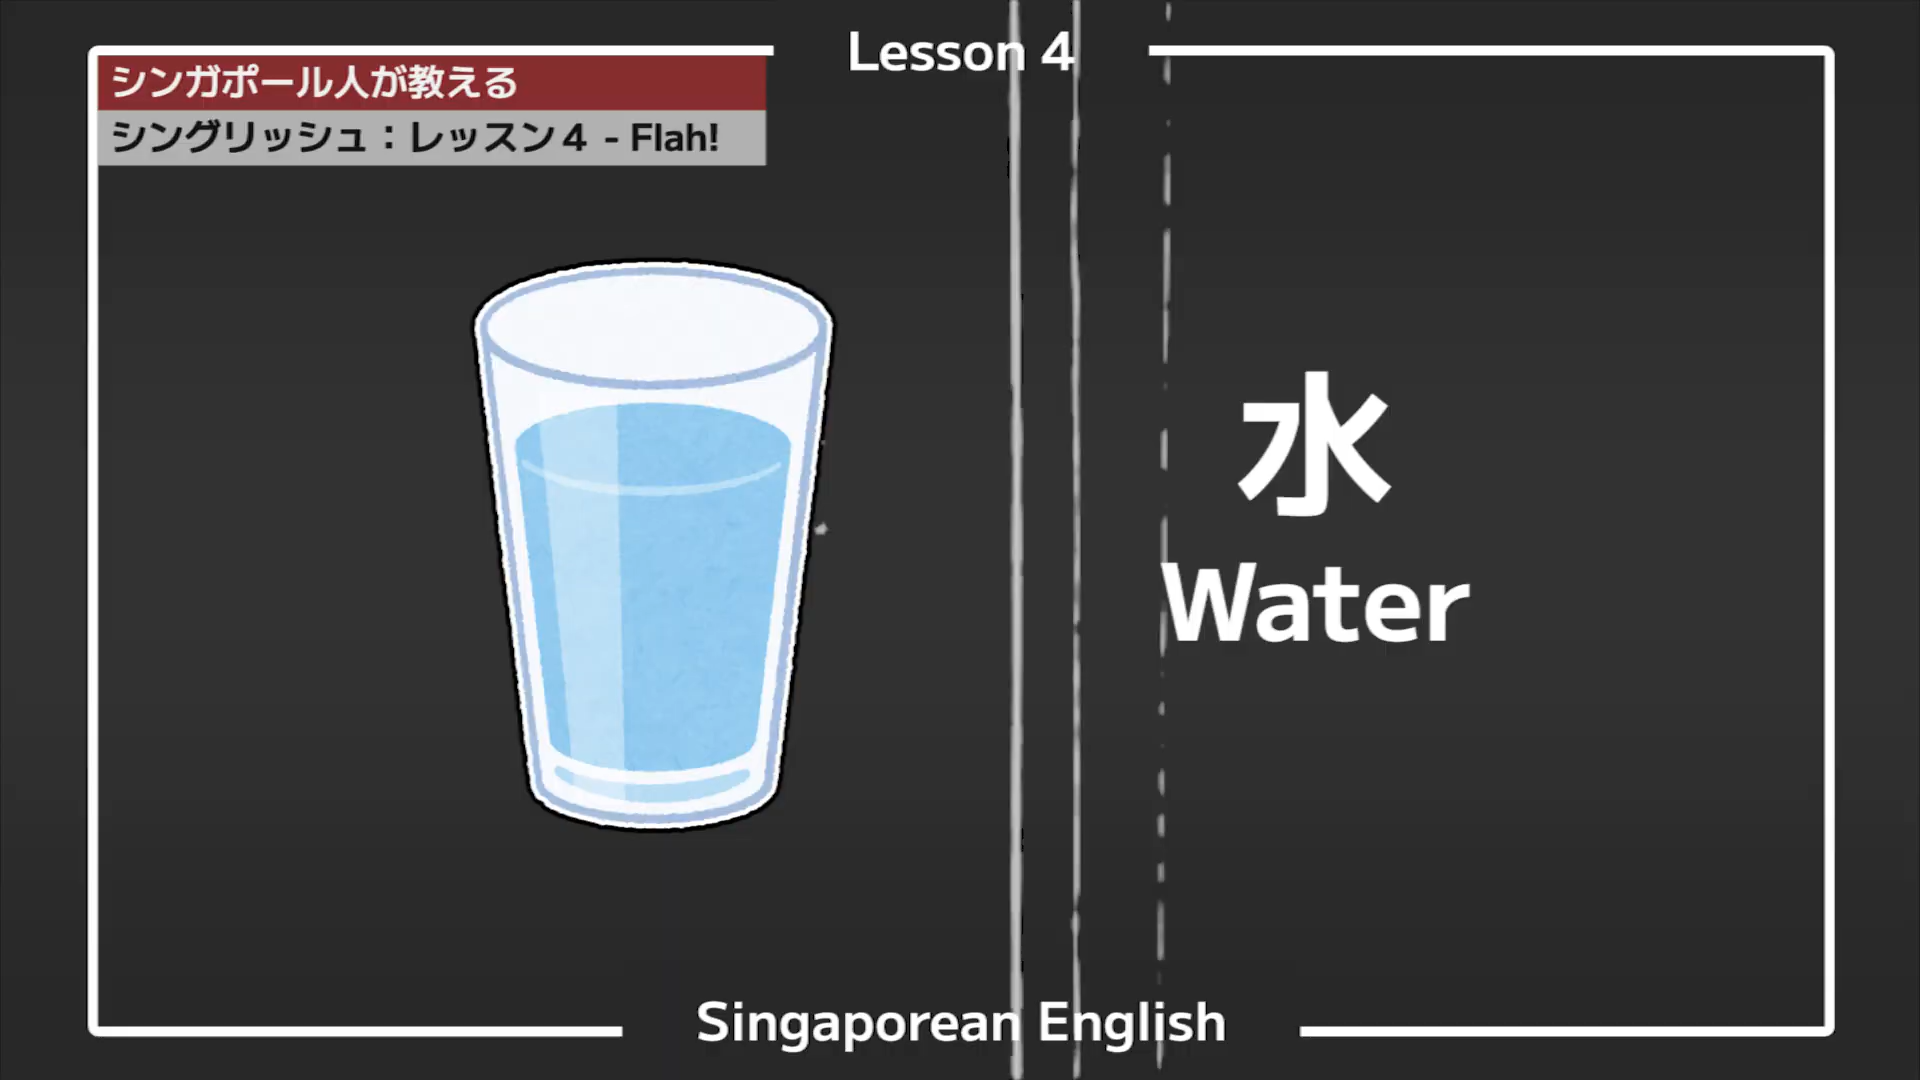 Lesson 4
シンガポール人が教える
シングリッシュ：レッスン４ - Flah!
水
Water
Singaporean English